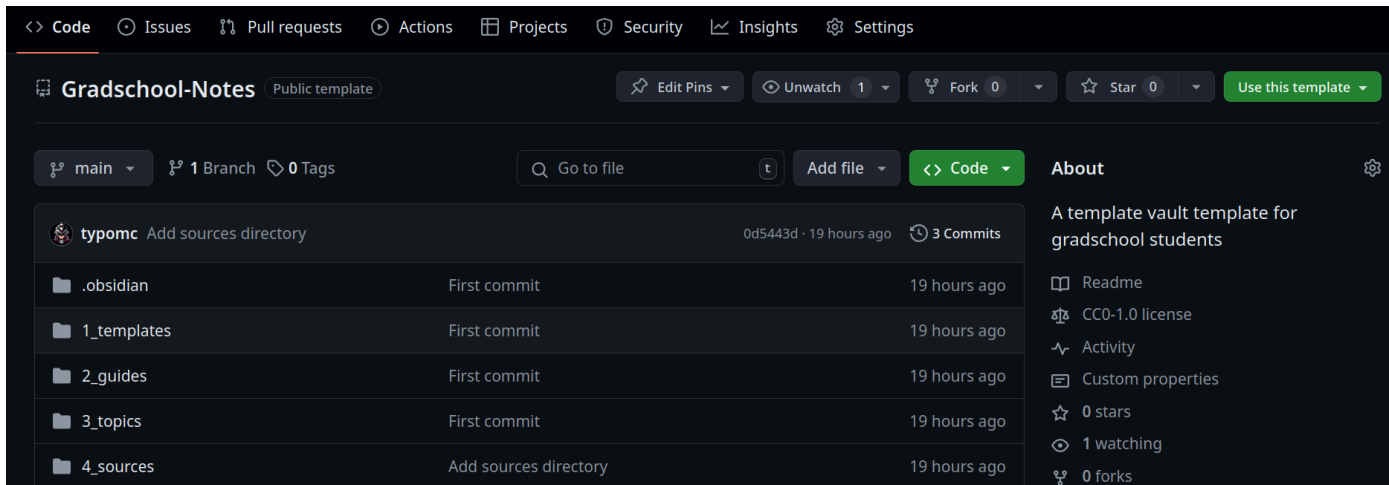 Code Issues Pull requests Actions Projects Security Insights Settings
Gradschool-Notes Public template Edit Pins Unwatch 1 Fork 0 Star 0 Use this template
main 1 Branch 0 Tags Go to file t Add file Code
typomc Add sources directory 0d5443d · 19 hours ago 3 Commits
.obsidian First commit 19 hours ago
1_templates First commit 19 hours ago
2_guides First commit 19 hours ago
3_topics First commit 19 hours ago
4_sources Add sources directory 19 hours ago
About
A template vault template for
gradschool students
Readme
CC0-1.0 license
Activity
Custom properties
0 stars
1 watching
0 forks